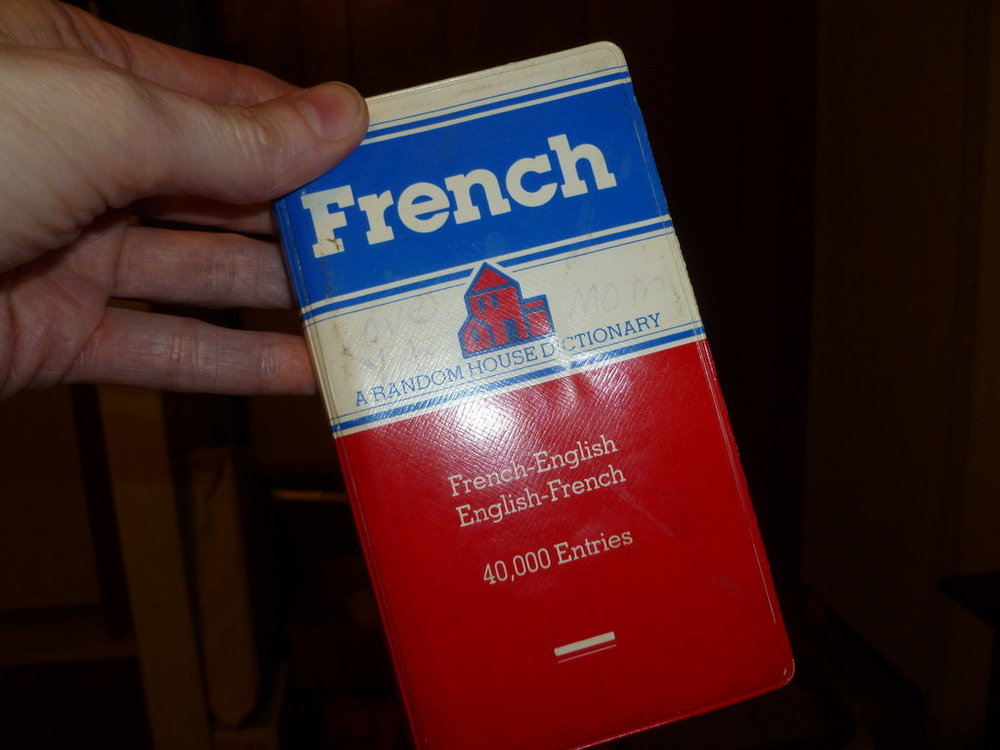 French
A RANDOM HOUSE DICTIONARY
French-English
English-French
40,000 Entries